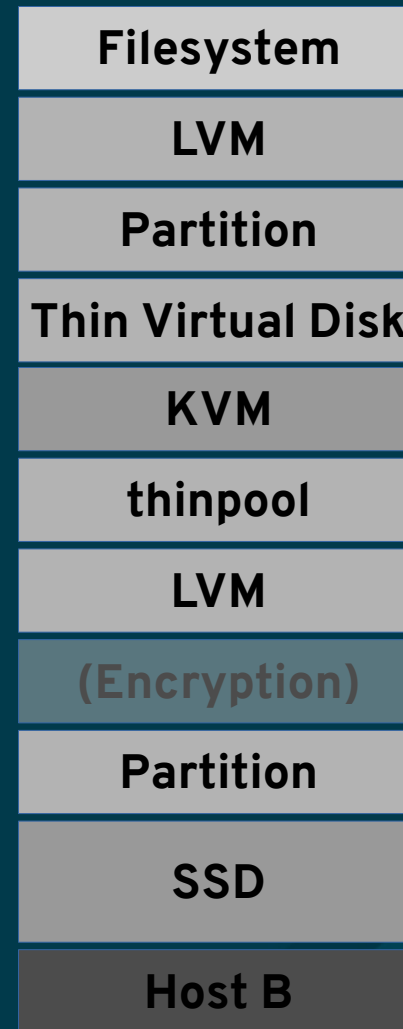 Filesystem
LVM
Partition
Thin Virtual Disk
KVM
thinpool
LVM
(Encryption)
Partition
SSD
Host B